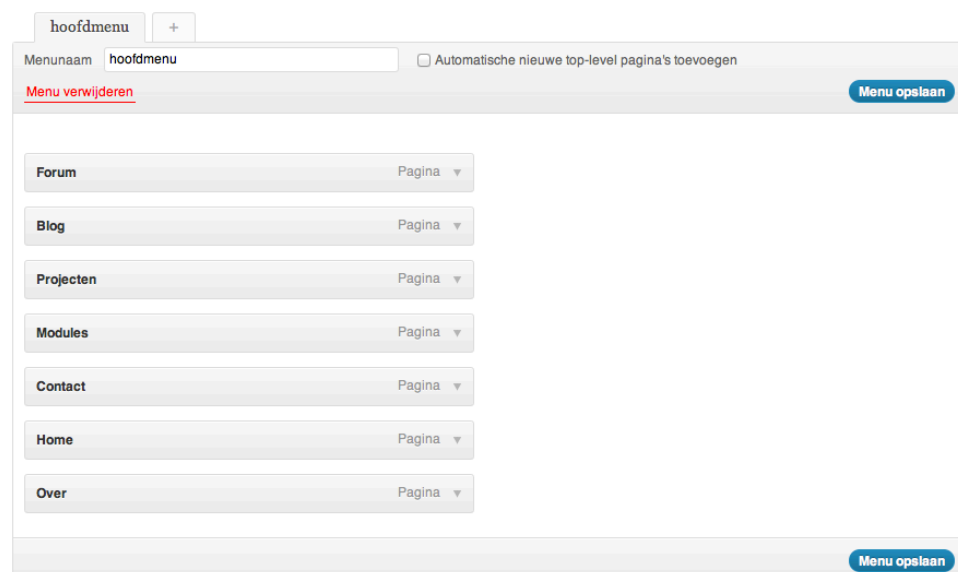 hoofdmenu +
Menunaam hoofdmenu Automatische nieuwe top-level pagina's toevoegen
Menu verwijderen Menu opslaan
Forum Pagina ▼
Blog Pagina ▼
Projecten Pagina ▼
Modules Pagina ▼
Contact Pagina ▼
Home Pagina ▼
Over Pagina ▼
Menu opslaan